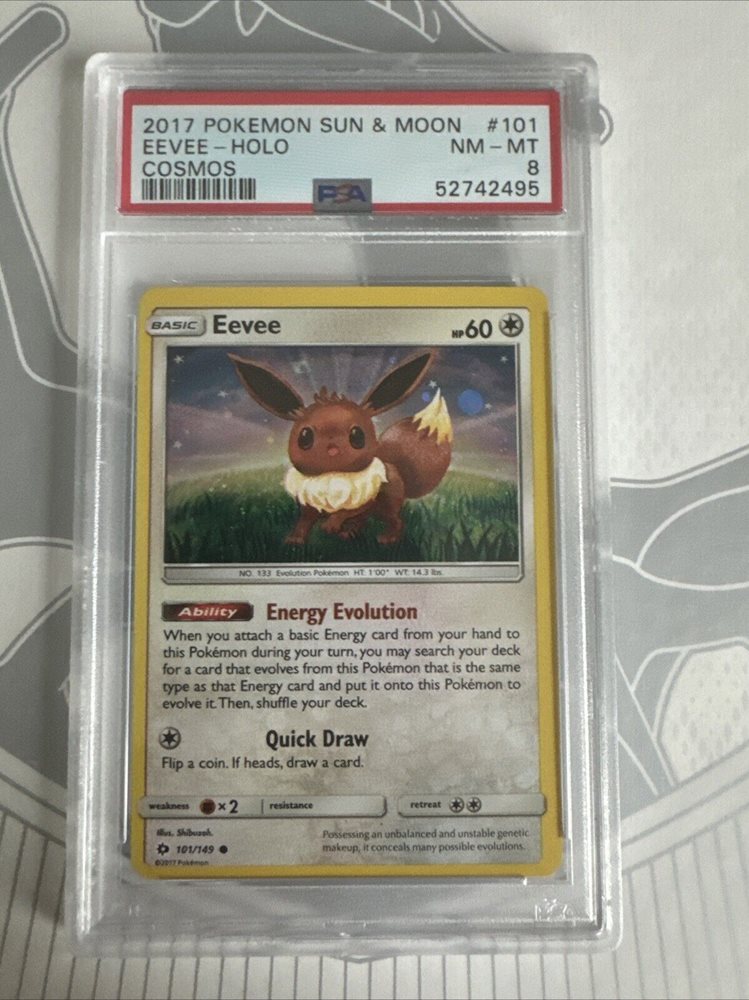 2017 POKEMON SUN & MOON #101
EEVEE - HOLO NM - MT
COSMOS 8
PSA 52742495
BASIC Eevee HP 60
NO. 133 Evolution Pokémon HT: 1'00" WT: 14.3 lbs.
Ability Energy Evolution
When you attach a basic Energy card from your hand to
this Pokémon during your turn, you may search your deck
for a card that evolves from this Pokémon that is the same
type as that Energy card and put it onto this Pokémon to
evolve it. Then, shuffle your deck.
Quick Draw
Flip a coin. If heads, draw a card.
weakness ×2 resistance retreat
Illus. Shibuzoh.
101/149
©2017 Pokémon
Possessing an unbalanced and unstable genetic
makeup, it conceals many possible evolutions.